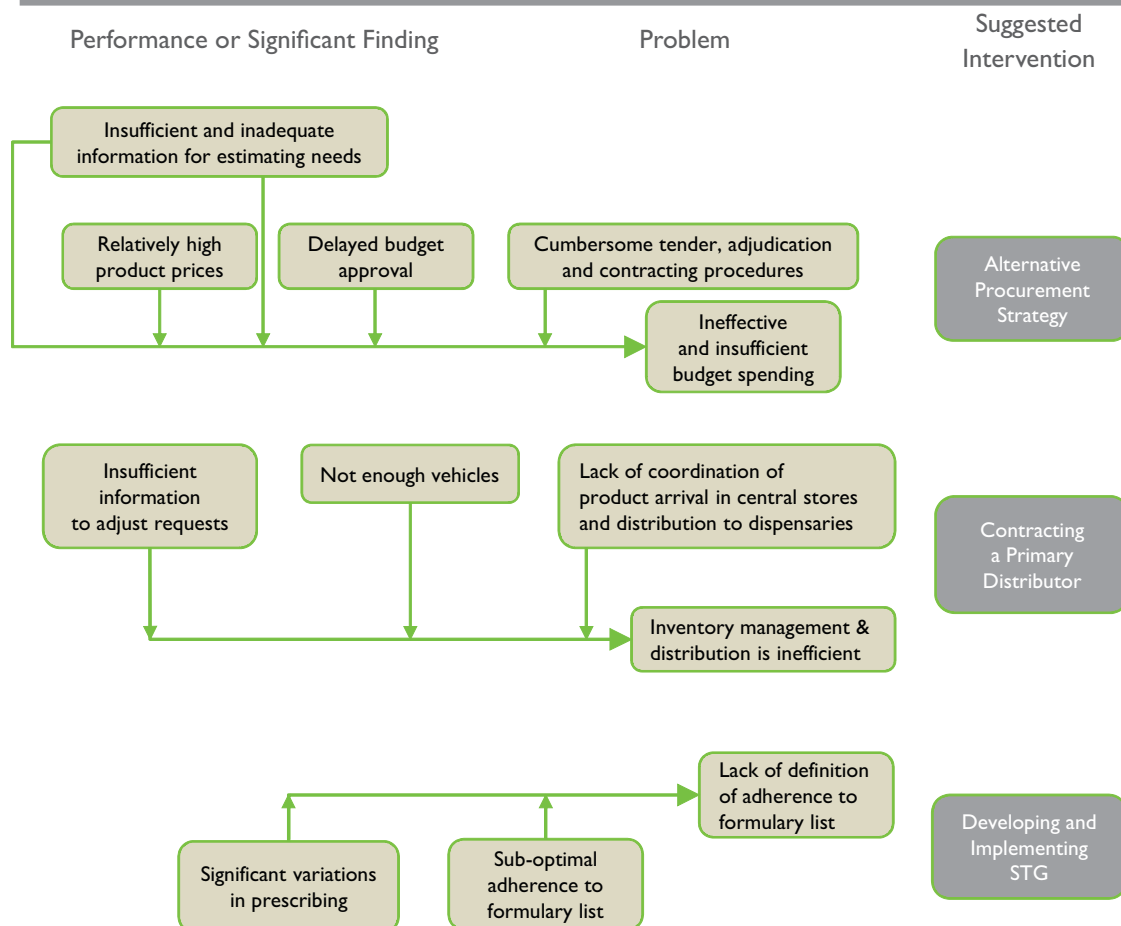 Performance or Significant Finding
Problem
Suggested
Intervention
Insufficient and inadequate
information for estimating needs
Relatively high
product prices
Delayed budget
approval
Cumbersome tender, adjudication
and contracting procedures
Alternative
Procurement
Strategy
Ineffective
and insufficient
budget spending
Insufficient
information
to adjust requests
Not enough vehicles
Lack of coordination of
product arrival in central stores
and distribution to dispensaries
Contracting
a Primary
Distributor
Inventory management &
distribution is inefficient
Lack of definition
of adherence to
formulary list
Developing and
Implementing
STG
Significant variations
in prescribing
Sub-optimal
adherence to
formulary list